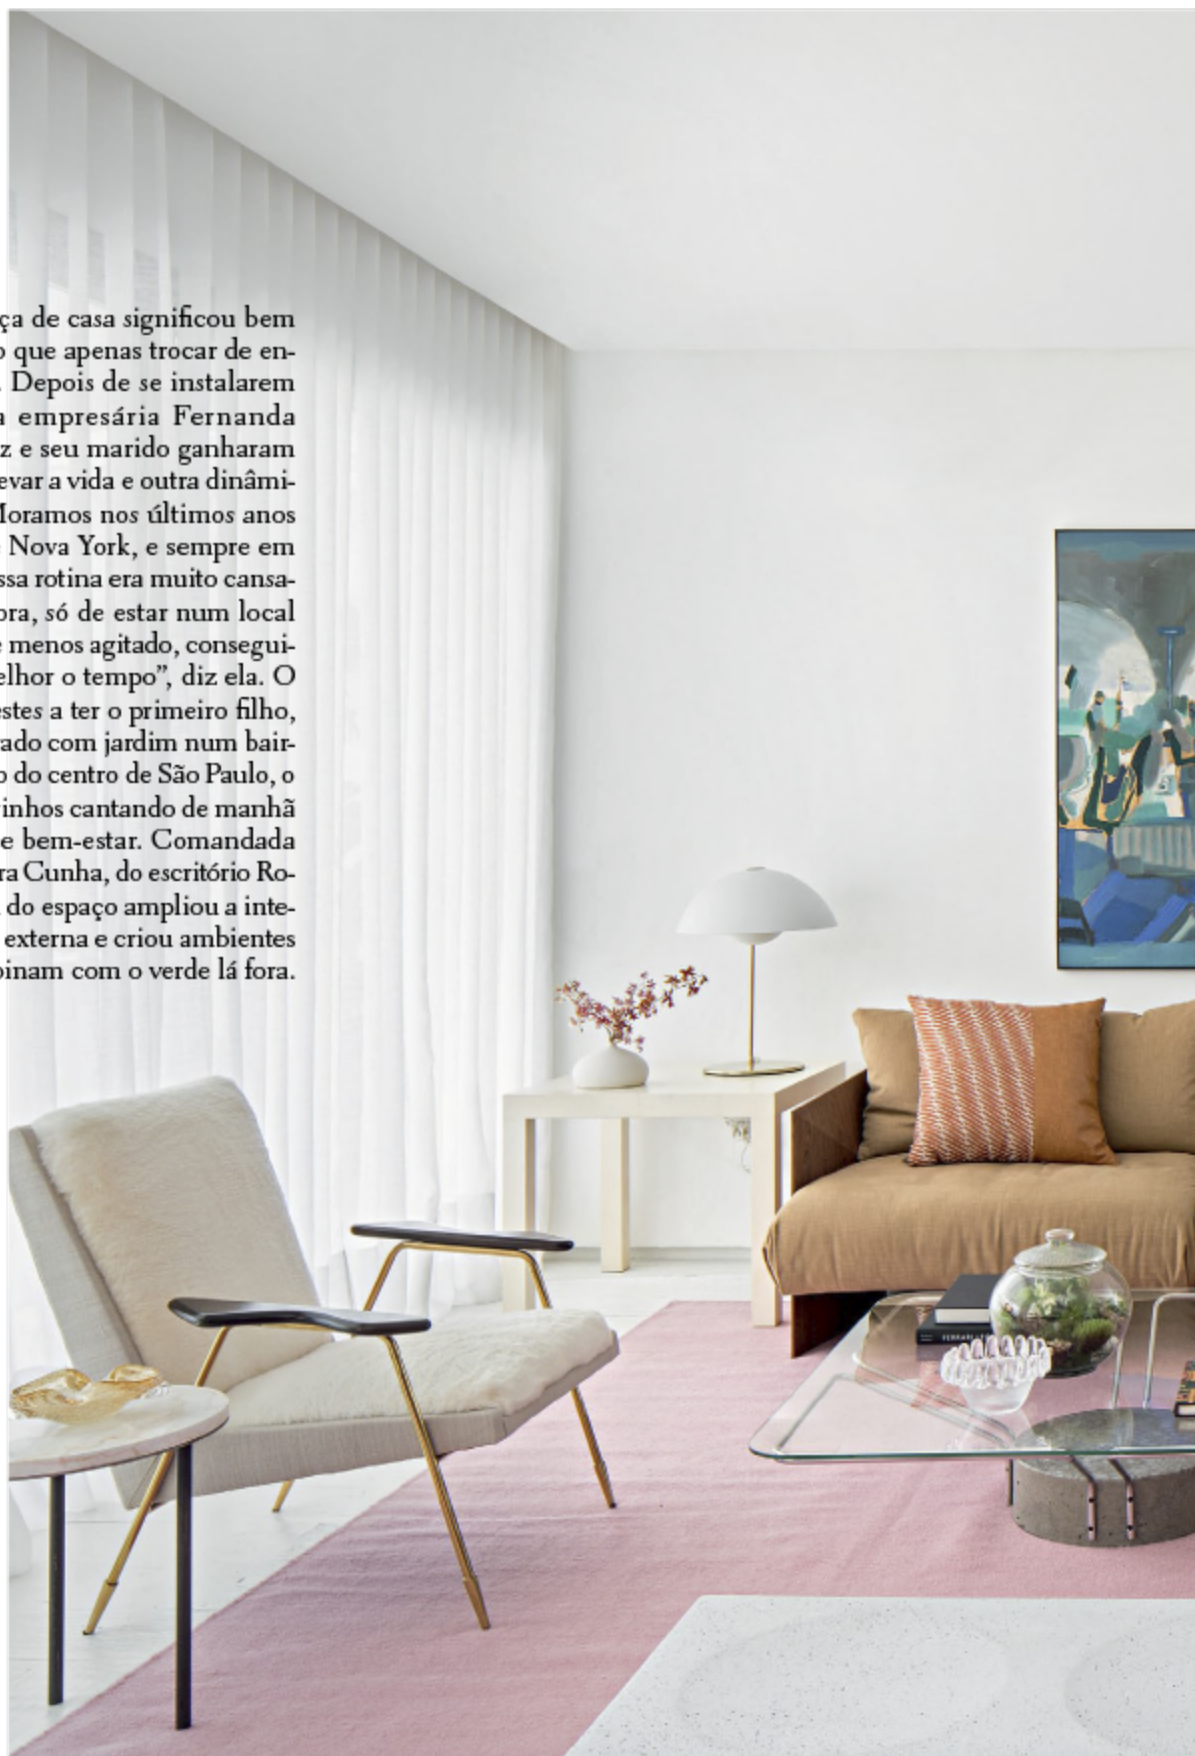 ça de casa significou bem
o que apenas trocar de en-
. Depois de se instalarem
a empresária Fernanda
z e seu marido ganharam
evar a vida e outra dinâmi-
Moramos nos últimos anos
Nova York, e sempre em
ssa rotina era muito cansa-
ora, só de estar num local
e menos agitado, consegui-
elhor o tempo”, diz ela. O
estes a ter o primeiro filho,
ado com jardim num bair-
o do centro de São Paulo, o
rinhos cantando de manhã
e bem-estar. Comandada
ra Cunha, do escritório Ro-
do espaço ampliou a inte-
externa e criou ambientes
binam com o verde lá fora.
FERRARI